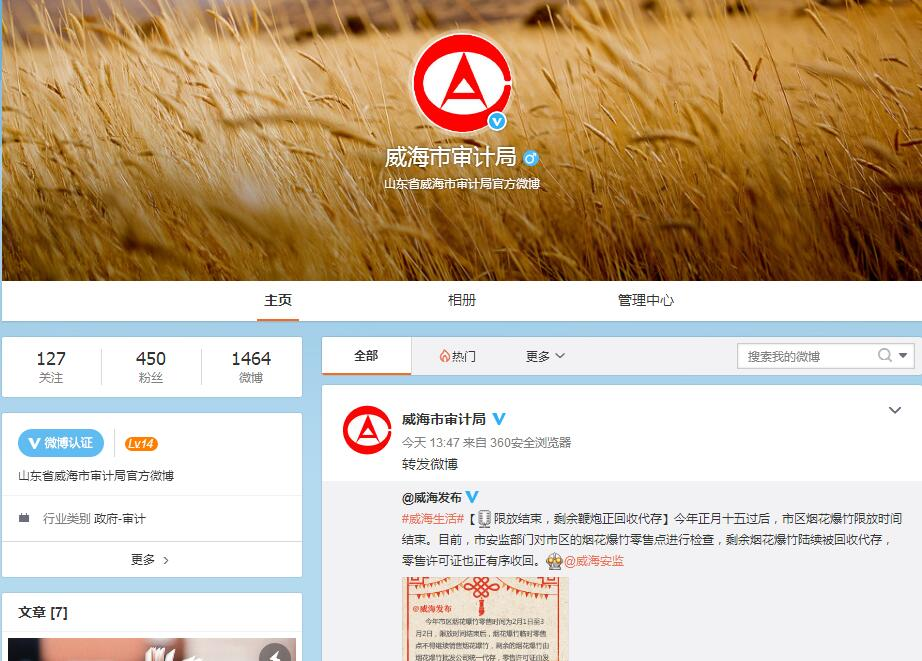 威海市审计局
山东省威海市审计局官方微博
主页
相册
管理中心
127
关注
450
粉丝
1464
微博
全部
热门
更多
搜索我的微博
V 微博认证
Lv14
山东省威海市审计局官方微博
行业类别 政府-审计
更多
文章 [7]
威海市审计局
今天 13:47 来自 360安全浏览器
转发微博
@威海发布
#威海生活#【限放结束，剩余鞭炮正回收代存】今年正月十五过后，市区烟花爆竹限放时间
结束。目前，市安监部门对市区的烟花爆竹零售点进行检查，剩余烟花爆竹陆续被回收代存，
零售许可证也正有序收回。@威海安监
@威海发布
今年市区烟花爆竹零售时间为2月1日至3
月2日，限放时间结束后，烟花爆竹临时零售
点不得继续销售烟花爆竹，剩余的烟花爆竹由
烟花爆竹批发公司统一代存，零售许可证由发